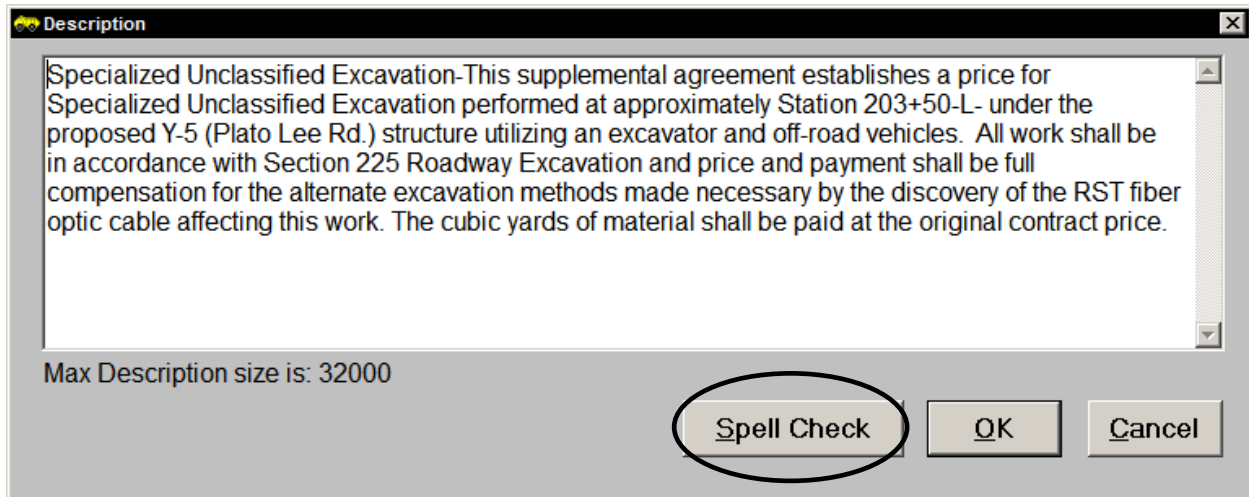 Description
Specialized Unclassified Excavation-This supplemental agreement establishes a price for
Specialized Unclassified Excavation performed at approximately Station 203+50-L- under the
proposed Y-5 (Plato Lee Rd.) structure utilizing an excavator and off-road vehicles.  All work shall be
in accordance with Section 225 Roadway Excavation and price and payment shall be full
compensation for the alternate excavation methods made necessary by the discovery of the RST fiber
optic cable affecting this work. The cubic yards of material shall be paid at the original contract price.
Max Description size is: 32000
Spell Check OK Cancel